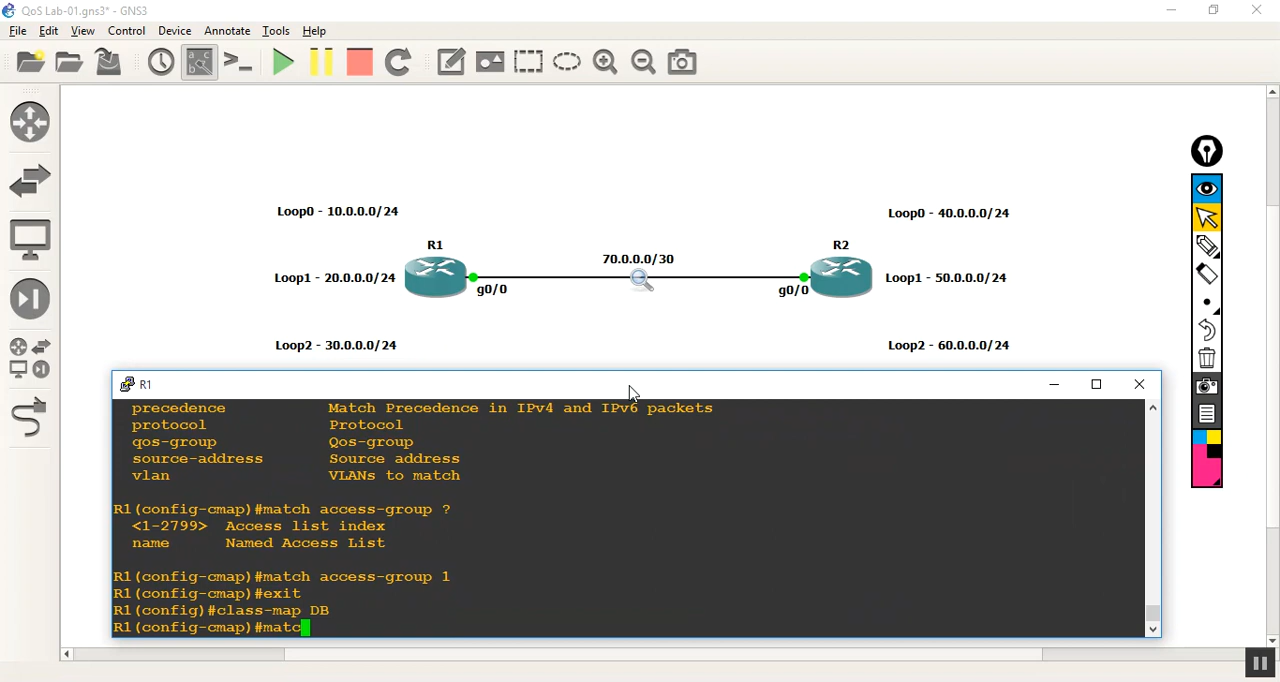 QoS Lab-01.gns3* - GNS3
File Edit View Control Device Annotate Tools Help
Loop0 - 10.0.0.0/24
Loop0 - 40.0.0.0/24
R1
R2
70.0.0.0/30
Loop1 - 20.0.0.0/24
Loop1 - 50.0.0.0/24
g0/0
g0/0
Loop2 - 30.0.0.0/24
Loop2 - 60.0.0.0/24
R1
precedence Match Precedence in IPv4 and IPv6 packets
protocol Protocol
qos-group Qos-group
source-address Source address
vlan VLANs to match
R1(config-cmap)#match access-group ?
<1-2799> Access list index
name Named Access List
R1(config-cmap)#match access-group 1
R1(config-cmap)#exit
R1(config)#class-map DB
R1(config-cmap)#matc